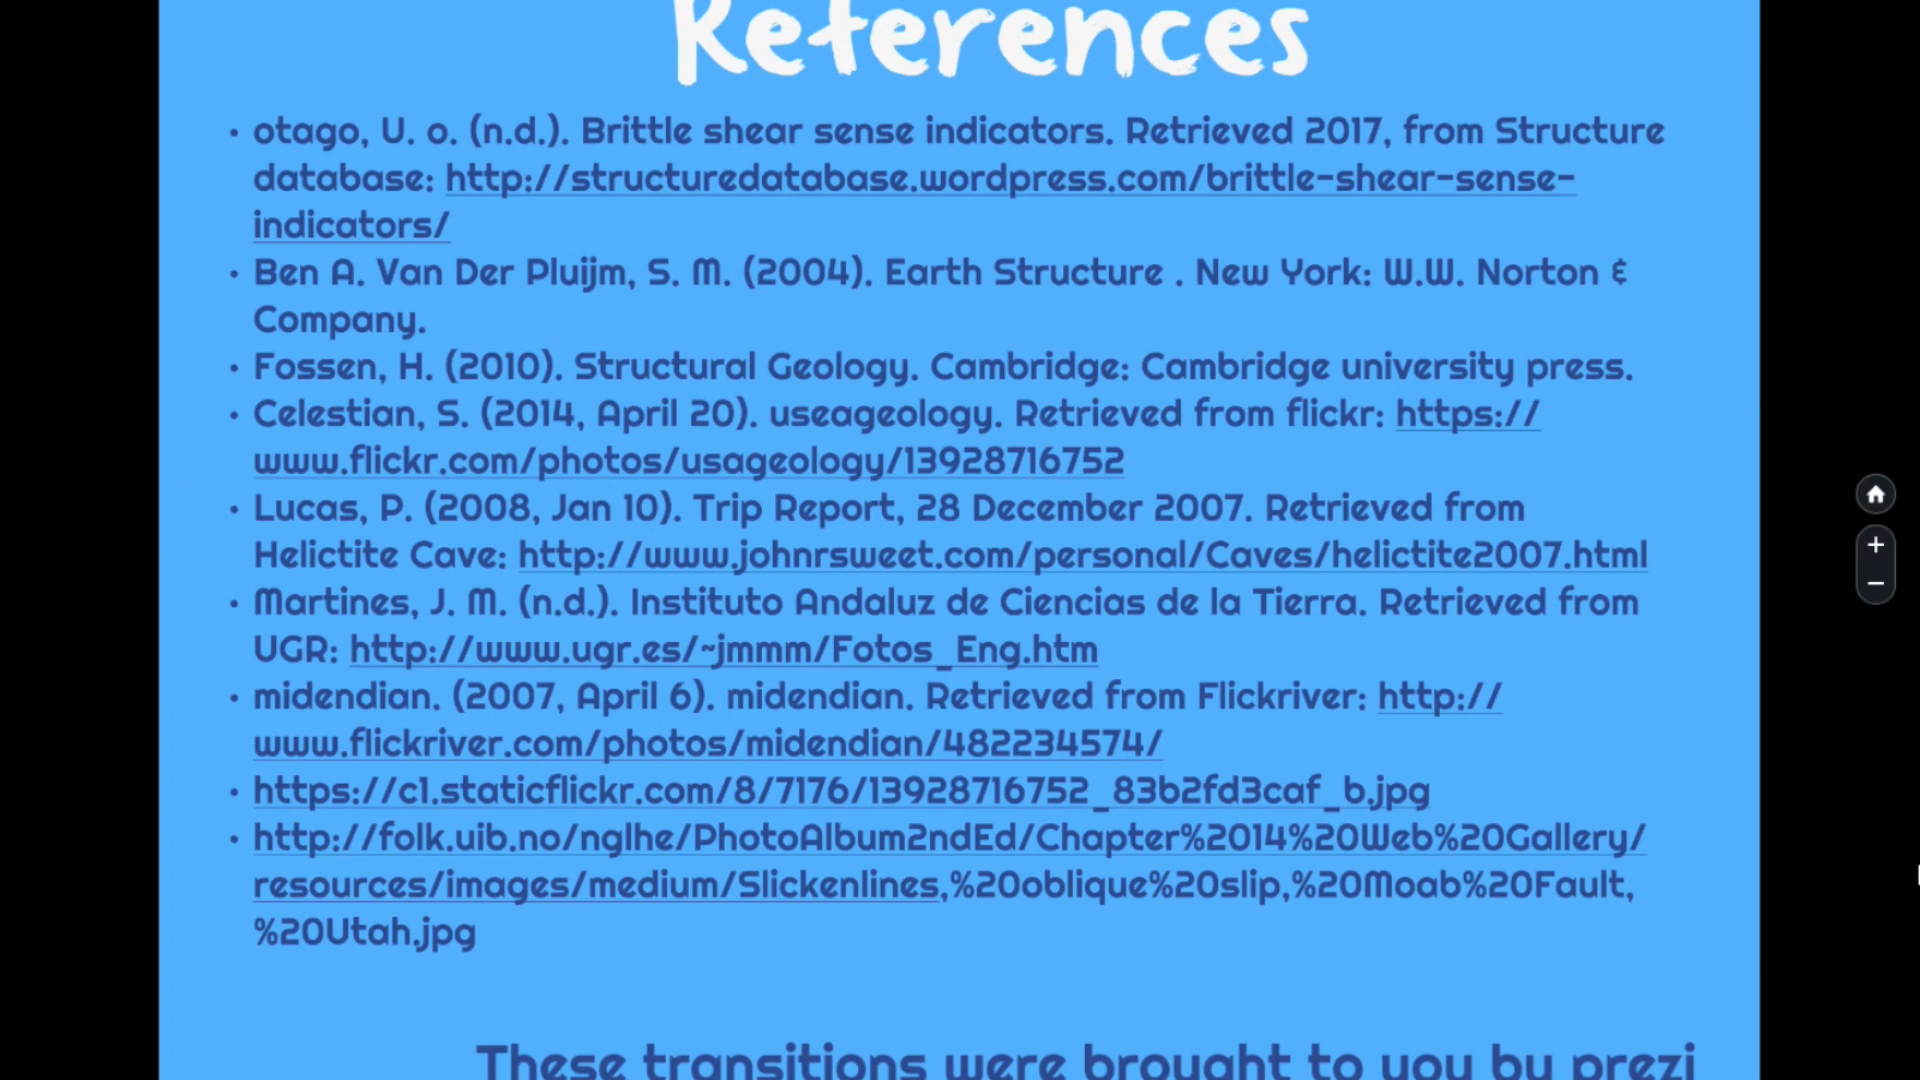 References
• otago, U. o. (n.d.). Brittle shear sense indicators. Retrieved 2017, from Structure
database: http://structuredatabase.wordpress.com/brittle-shear-sense-
indicators/
• Ben A. Van Der Pluijm, S. M. (2004). Earth Structure . New York: W.W. Norton &
Company.
• Fossen, H. (2010). Structural Geology. Cambridge: Cambridge university press.
• Celestian, S. (2014, April 20). useageology. Retrieved from flickr: https://
www.flickr.com/photos/usageology/13928716752
• Lucas, P. (2008, Jan 10). Trip Report, 28 December 2007. Retrieved from
Helictite Cave: http://www.johnrsweet.com/personal/Caves/helictite2007.html
• Martines, J. M. (n.d.). Instituto Andaluz de Ciencias de la Tierra. Retrieved from
UGR: http://www.ugr.es/~jmmm/Fotos_Eng.htm
• midendian. (2007, April 6). midendian. Retrieved from Flickriver: http://
www.flickriver.com/photos/midendian/482234574/
• https://c1.staticflickr.com/8/7176/13928716752_83b2fd3caf_b.jpg
• http://folk.uib.no/nglhe/PhotoAlbum2ndEd/Chapter%2014%20Web%20Gallery/
resources/images/medium/Slickenlines,%20oblique%20slip,%20Moab%20Fault,
%20Utah.jpg
These transitions were brought to you by prezi